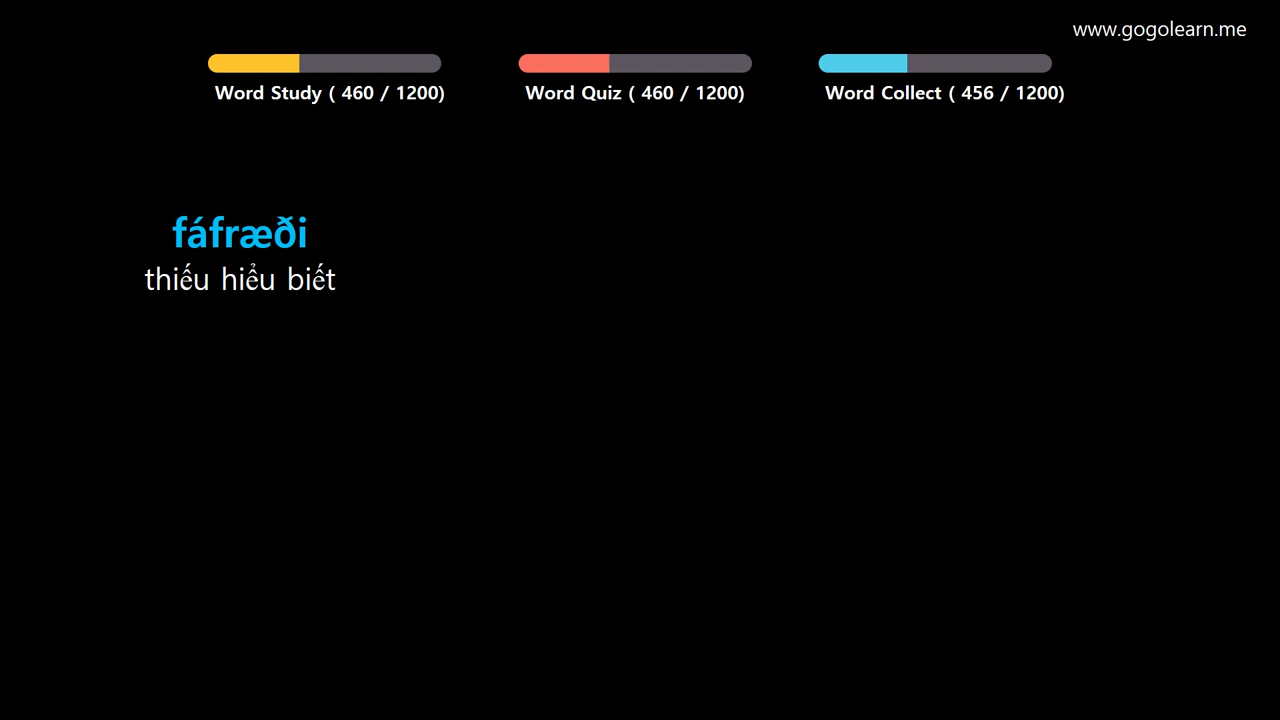 www.gogolearn.me
Word Study ( 460 / 1200)
Word Quiz ( 460 / 1200)
Word Collect ( 456 / 1200)
fáfræði
thiếu hiểu biết